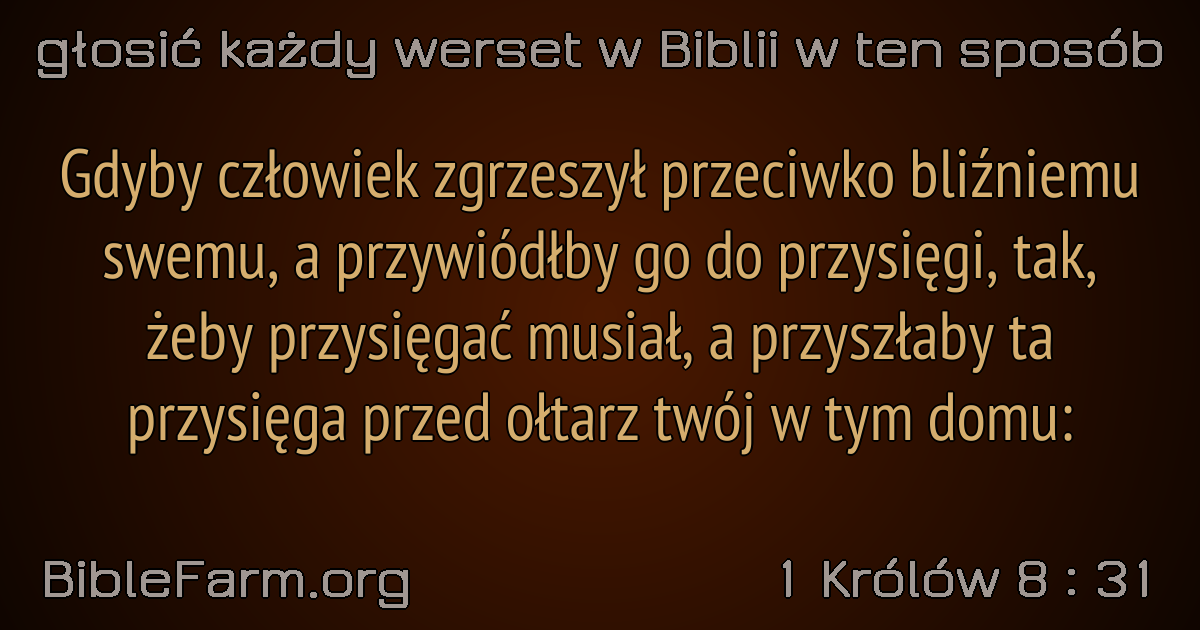 głosić każdy werset w Biblii w ten sposób
Gdyby człowiek zgrzeszył przeciwko bliźniemu
swemu, a przywiódłby go do przysięgi, tak,
żeby przysięgać musiał, a przyszłaby ta
przysięga przed ołtarz twój w tym domu:
BibleFarm.org
1 Królów 8 : 31